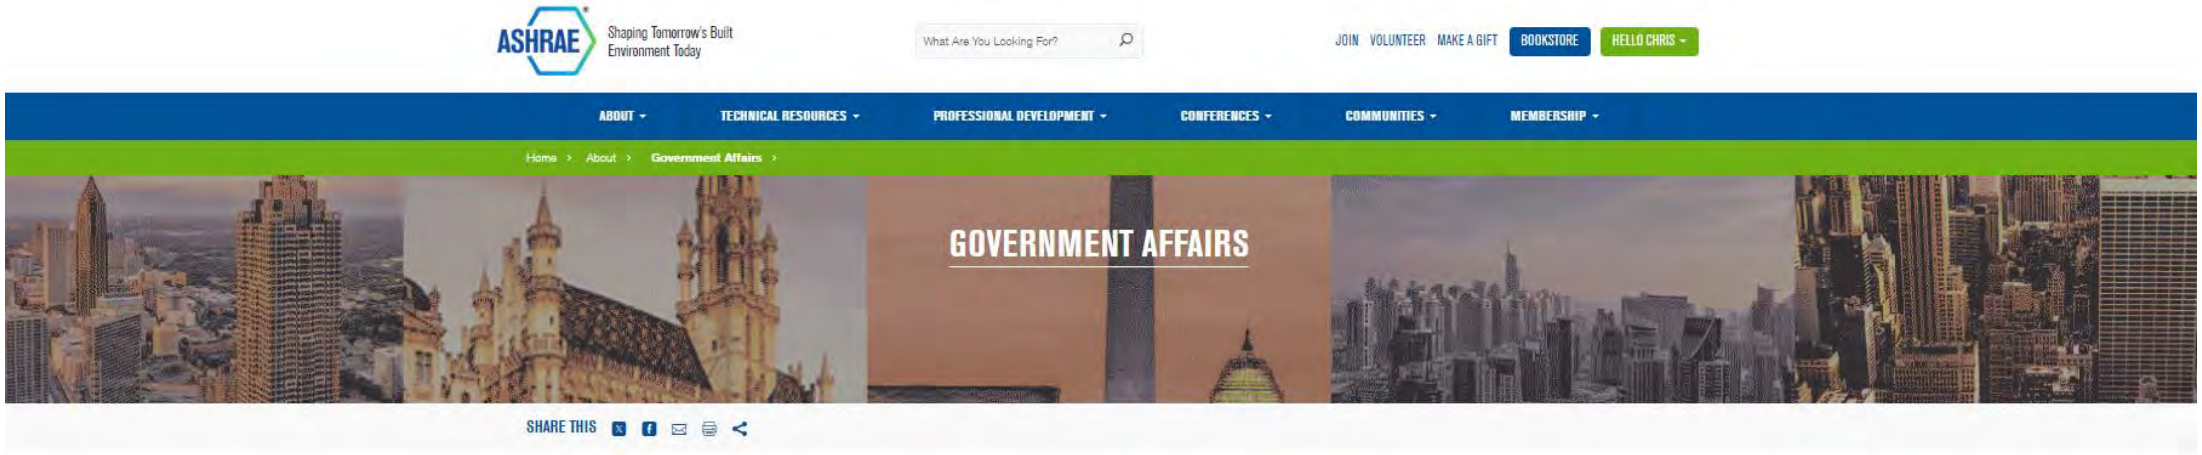 ASHRAE
Shaping Tomorrow's Built
Environment Today
What Are You Looking For?
JOIN VOLUNTEER MAKE A GIFT BOOKSTORE HELLO CHRIS
ABOUT TECHNICAL RESOURCES PROFESSIONAL DEVELOPMENT CONFERENCES COMMUNITIES MEMBERSHIP
Home > About > Government Affairs >
GOVERNMENT AFFAIRS
SHARE THIS